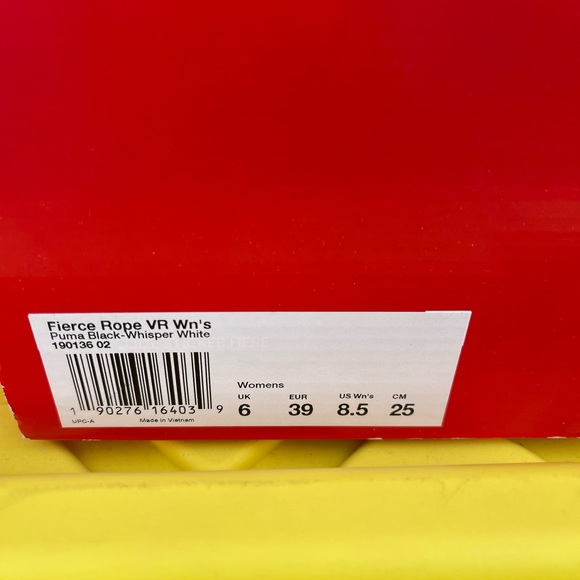 Fierce Rope VR Wn's
Puma Black-Whisper White
190136 02
1 90276 16403 9
UPC-A Made in Vietnam
Womens
UK EUR US Wn's CM
6 39 8.5 25